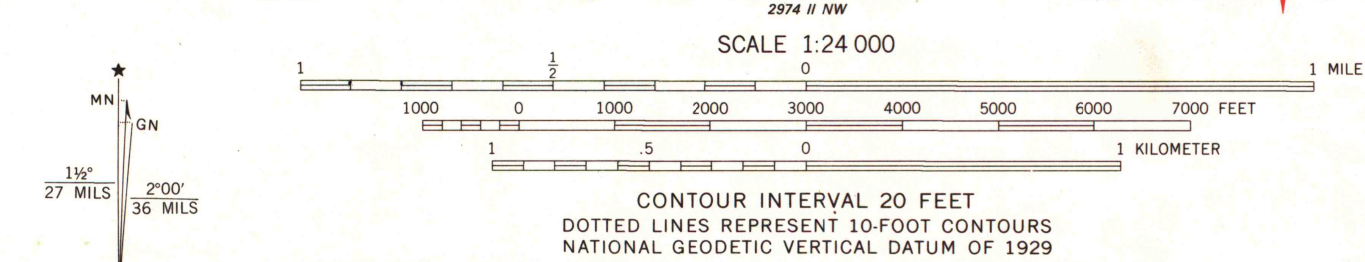 2974 II NW
SCALE 1:24 000
1 ½ 0 1 MILE
1000 0 1000 2000 3000 4000 5000 6000 7000 FEET
1 .5 0 1 KILOMETER
CONTOUR INTERVAL 20 FEET
DOTTED LINES REPRESENT 10-FOOT CONTOURS
NATIONAL GEODETIC VERTICAL DATUM OF 1929
★
MN
GN
1½°
27 MILS
2°00′
36 MILS